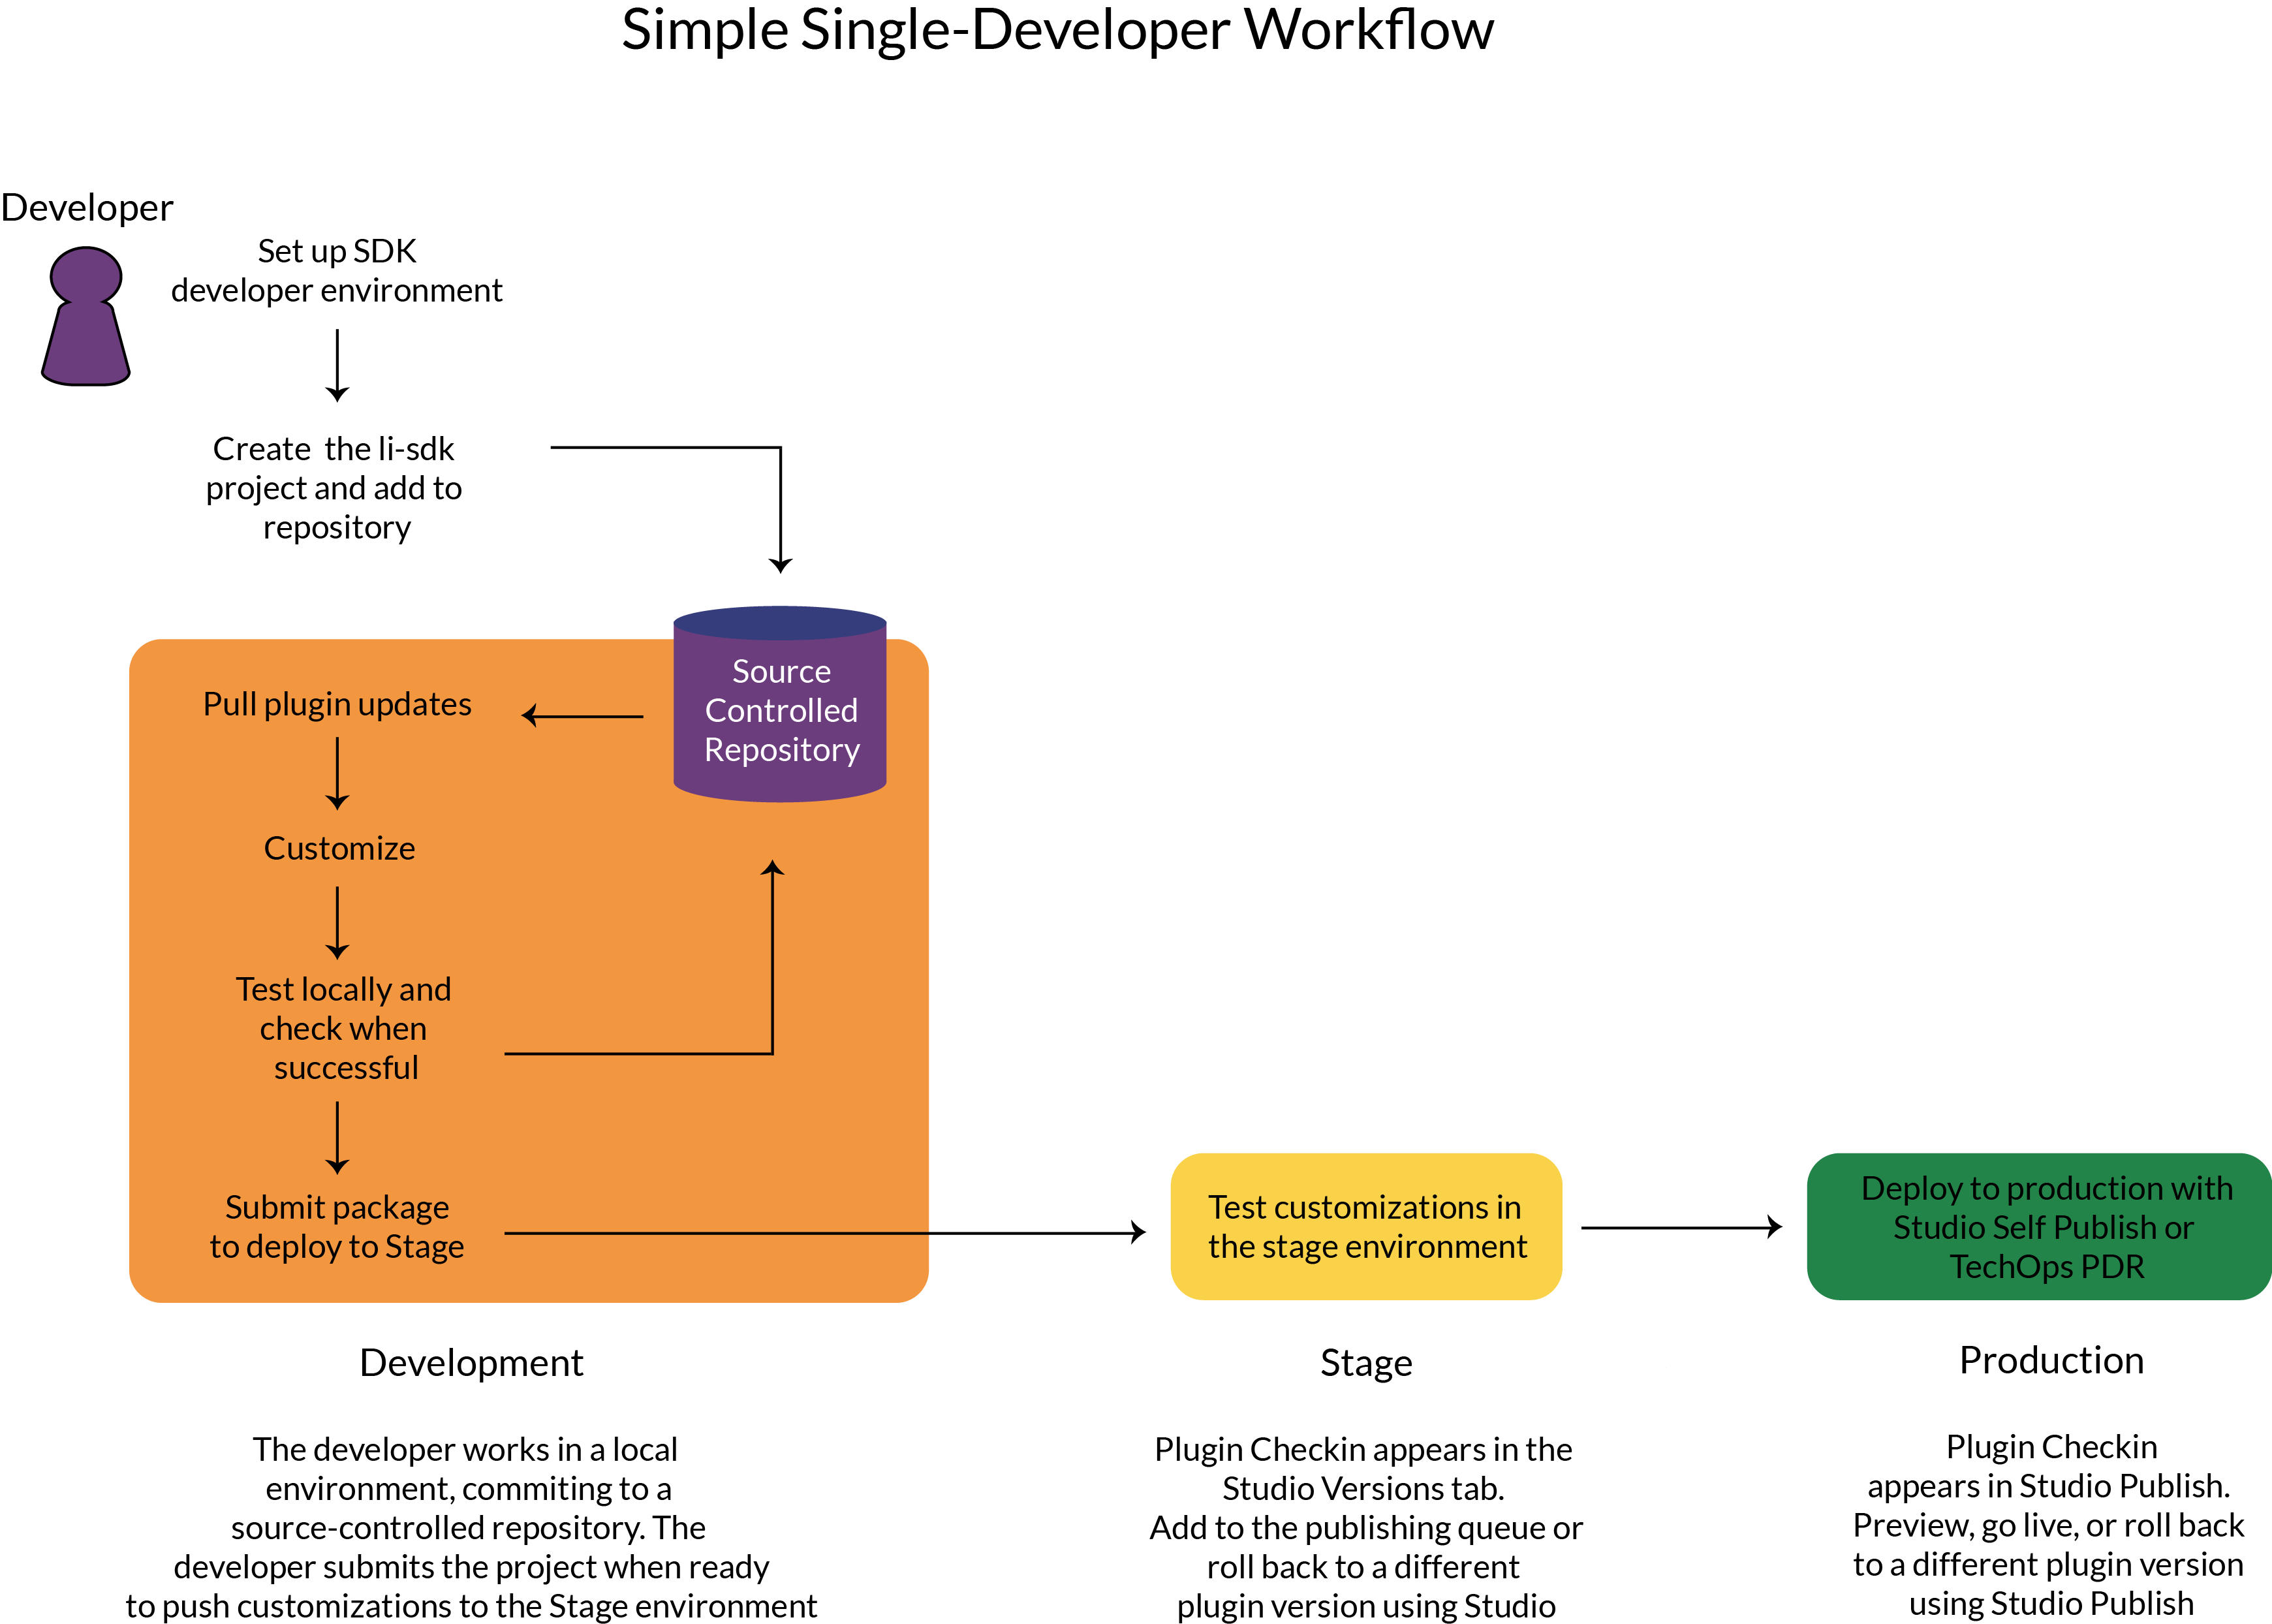 Simple Single-Developer Workflow
Developer
Set up SDK
developer environment
Create the li-sdk
project and add to
repository
Source
Controlled
Repository
Pull plugin updates
Customize
Test locally and
check when
successful
Submit package
to deploy to Stage
Test customizations in
the stage environment
Deploy to production with
Studio Self Publish or
TechOps PDR
Development
The developer works in a local
environment, commiting to a
source-controlled repository. The
developer submits the project when ready
to push customizations to the Stage environment
Stage
Plugin Checkin appears in the
Studio Versions tab.
Add to the publishing queue or
roll back to a different
plugin version using Studio
Production
Plugin Checkin
appears in Studio Publish.
Preview, go live, or roll back
to a different plugin version
using Studio Publish